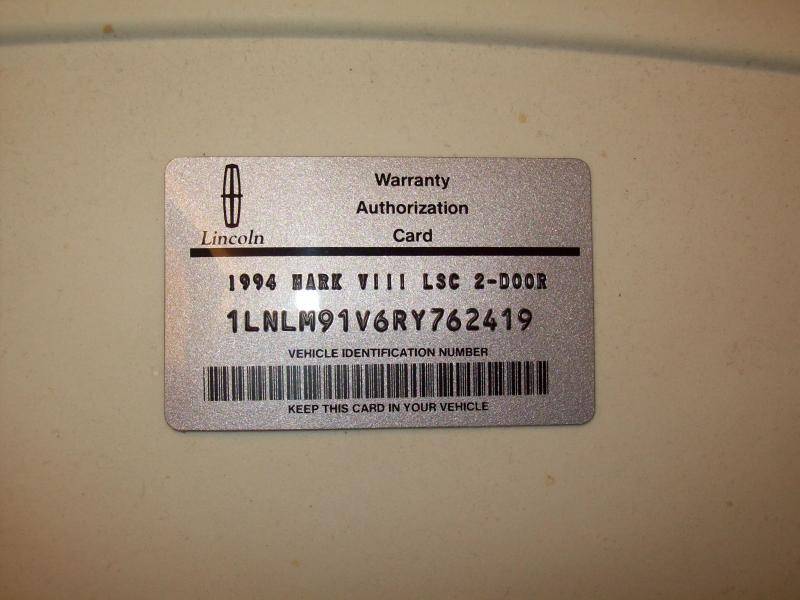 Warranty
Authorization
Card
Lincoln
1994 MARK VIII LSC 2-DOOR
1LNLM91V6RY762419
VEHICLE IDENTIFICATION NUMBER
KEEP THIS CARD IN YOUR VEHICLE